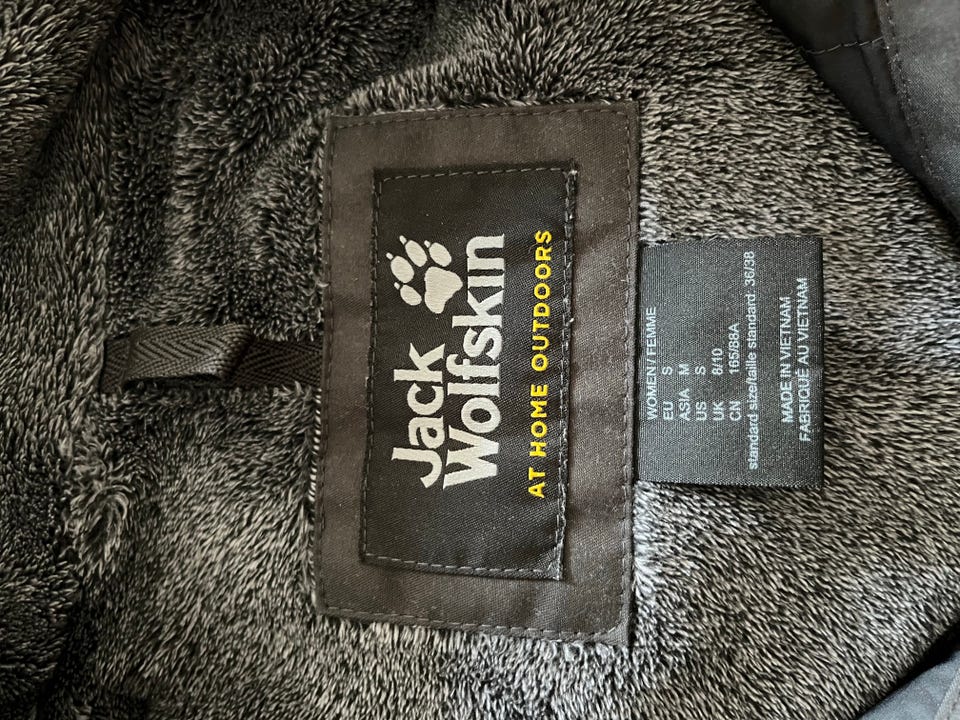 Jack
Wolfskin
AT HOME OUTDOORS
WOMEN / FEMME
EU S
ASIA M
US S
UK 8/10
CN 165/88A
standard size/taille standard 36/38
MADE IN VIETNAM
FABRIQUÉ AU VIETNAM